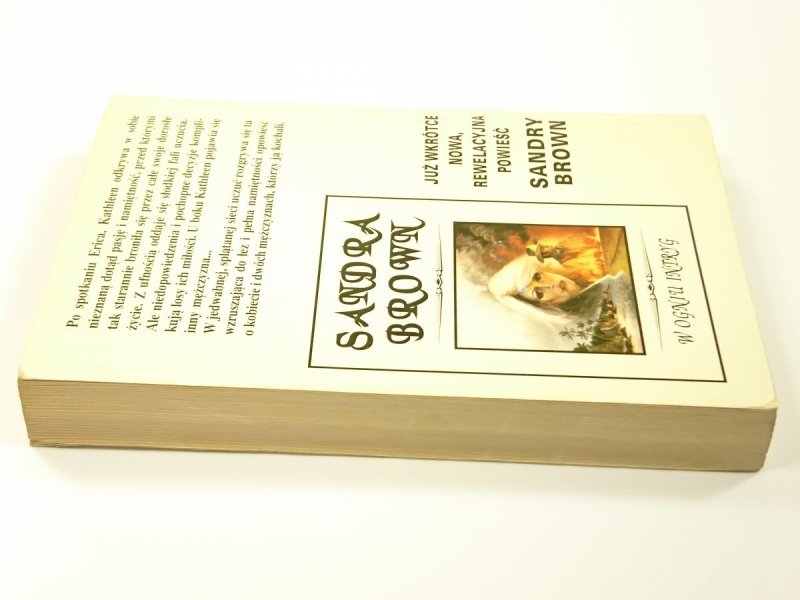 Po spotkaniu Erica, Kathleen odkrywa w sobie
nieznaną dotąd pasję i namiętność, przed którymi
tak starannie broniła się przez całe swoje dorosłe
życie. Z ufnością oddaje się słodkiej fali uczucia.
Ale niedopowiedzenia i pochopne decyzje kompli-
kują losy ich miłości. U boku Kathleen pojawia się
inny mężczyzna...
W jedwabnej, splątanej sieci uczuć rozgrywa się ta
wzruszająca do łez i pełna namiętności opowieść
o kobiecie i dwóch mężczyznach, którzy ją kochali.
SANDRA
BROWN
W OGNIU INTRYG
JUŻ WKRÓTCE
NOWA,
REWELACYJNA
POWIEŚĆ
SANDRY
BROWN